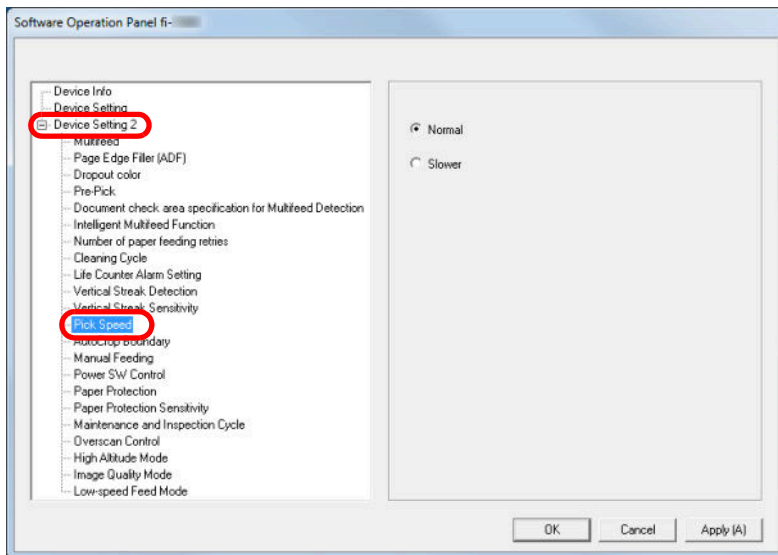 Software Operation Panel fi-
Device Info
Device Setting
Device Setting 2
Multifeed
Page Edge Filler (ADF)
Dropout color
Pre-Pick
Document check area specification for Multifeed Detection
Intelligent Multifeed Function
Number of paper feeding retries
Cleaning Cycle
Life Counter Alarm Setting
Vertical Streak Detection
Vertical Streak Sensitivity
Pick Speed
AutoCrop Boundary
Manual Feeding
Power SW Control
Paper Protection
Paper Protection Sensitivity
Maintenance and Inspection Cycle
Overscan Control
High Altitude Mode
Image Quality Mode
Low-speed Feed Mode
Normal
Slower
OK Cancel Apply (A)